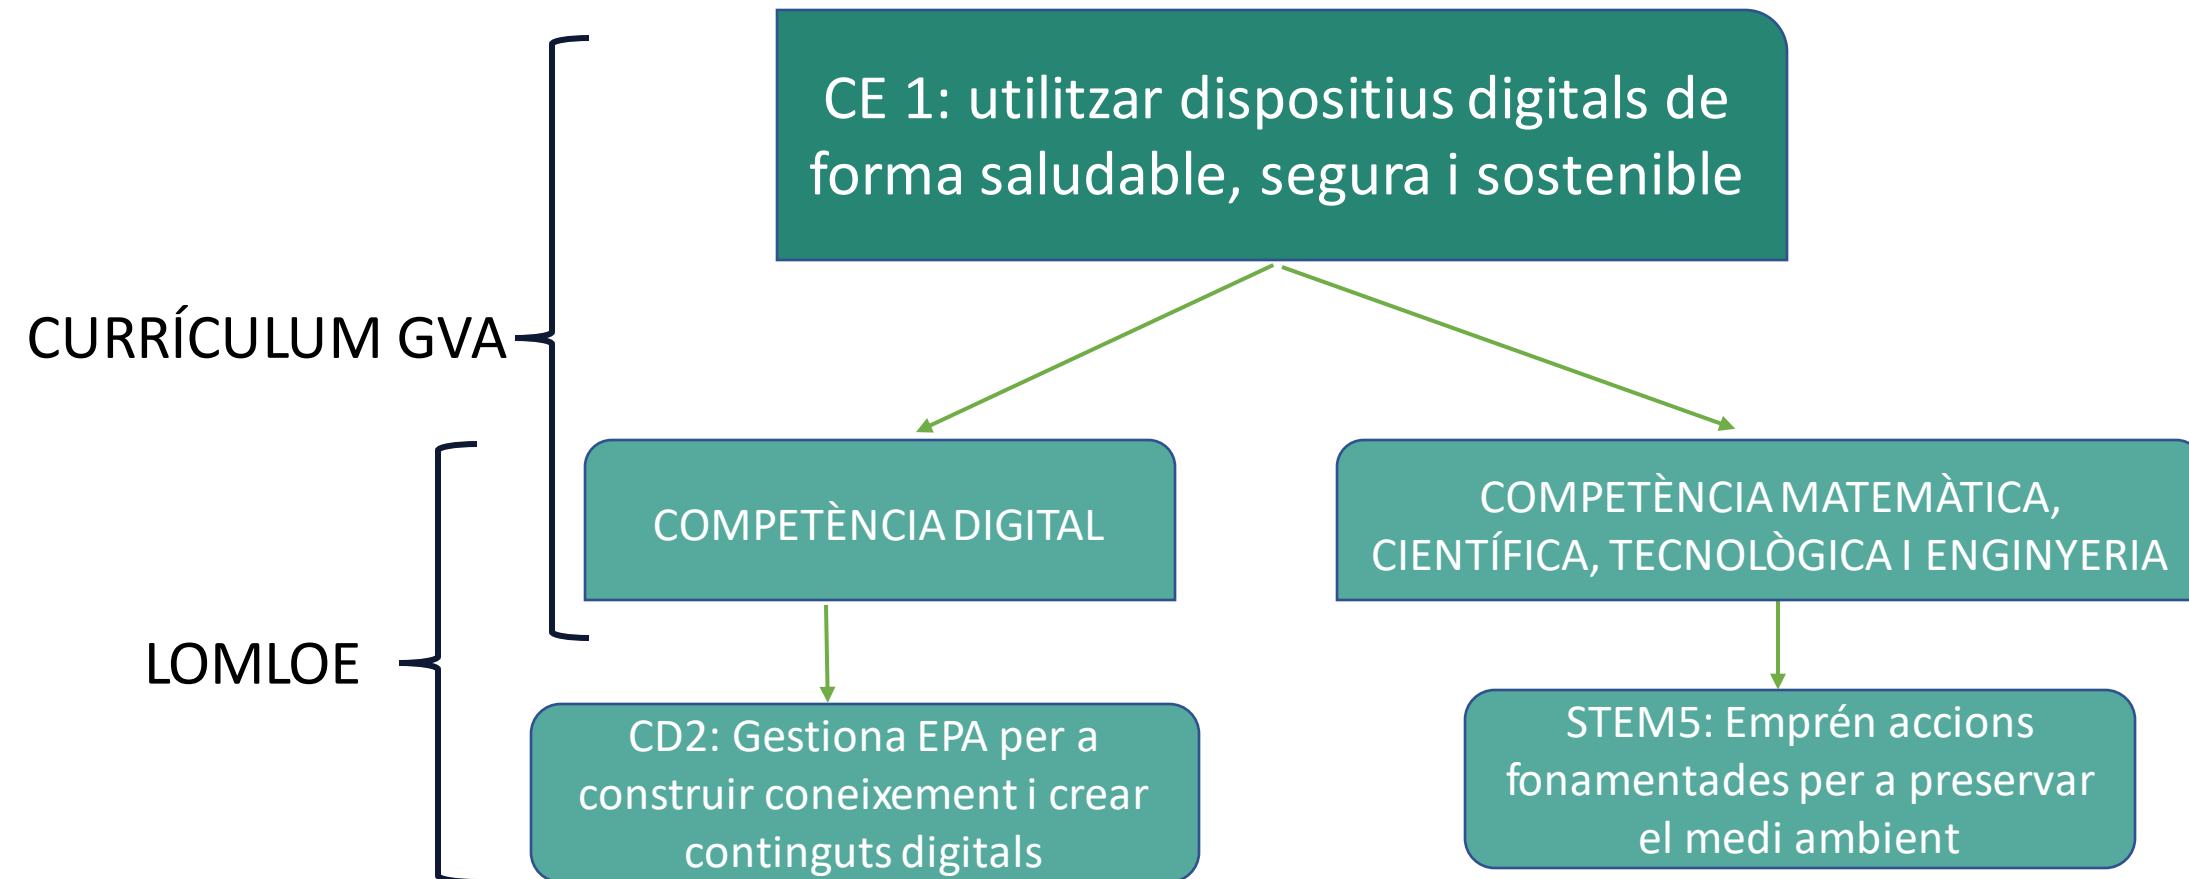 CE 1: utilitzar dispositius digitals de
forma saludable, segura i sostenible
CURRÍCULUM GVA
COMPETÈNCIA DIGITAL
COMPETÈNCIA MATEMÀTICA,
CIENTÍFICA, TECNOLÒGICA I ENGINYERIA
LOMLOE
CD2: Gestiona EPA per a
construir coneixement i crear
continguts digitals
STEM5: Emprén accions
fonamentades per a preservar
el medi ambient